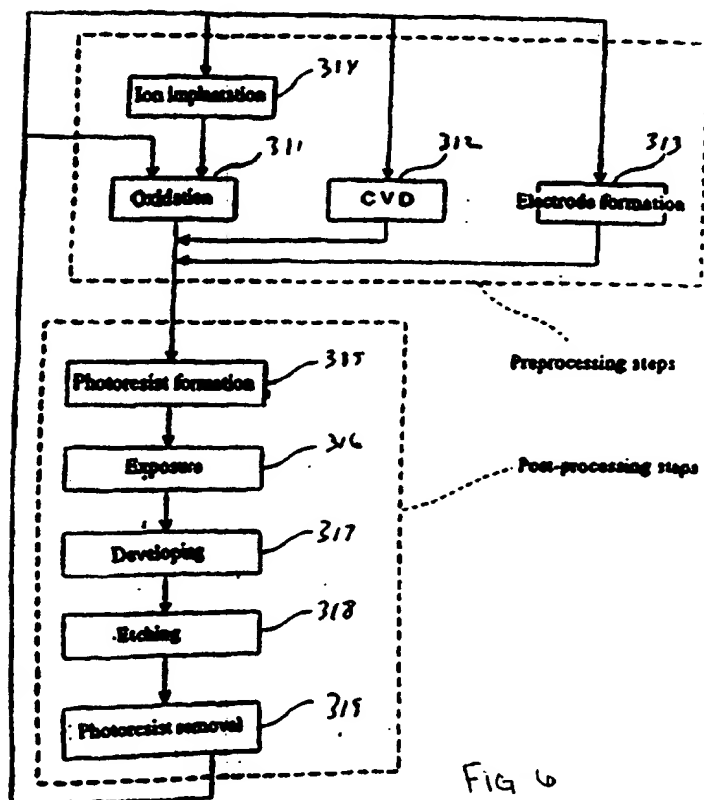 Ion implantation
314
311
Oxidation
312
CVD
313
Electrode formation
Preprocessing steps
315
Photoresist formation
316
Exposure
Post-processing steps
317
Developing
318
Etching
319
Photoresist removal
FIG 6